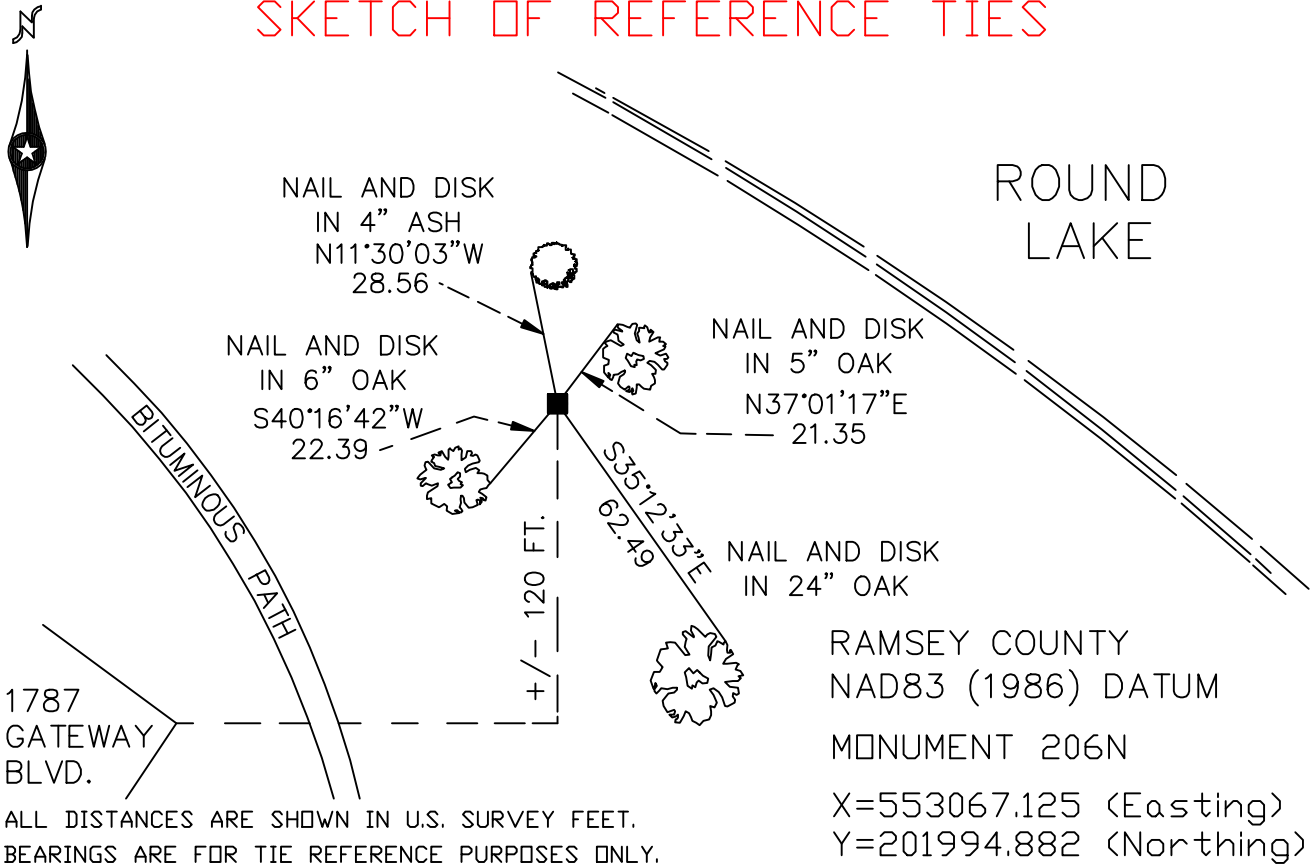 SKETCH OF REFERENCE TIES
N
ROUND
LAKE
NAIL AND DISK
IN 4" ASH
N11°30'03"W
28.56
NAIL AND DISK
IN 6" OAK
S40°16'42"W
22.39
NAIL AND DISK
IN 5" OAK
N37°01'17"E
21.35
BITUMINOUS PATH
S35°12'33"E
62.49
NAIL AND DISK
IN 24" OAK
+/- 120 FT.
1787
GATEWAY
BLVD.
RAMSEY COUNTY
NAD83 (1986) DATUM
MONUMENT 206N
X=553067.125 (Easting)
Y=201994.882 (Northing)
ALL DISTANCES ARE SHOWN IN U.S. SURVEY FEET.
BEARINGS ARE FOR TIE REFERENCE PURPOSES ONLY.